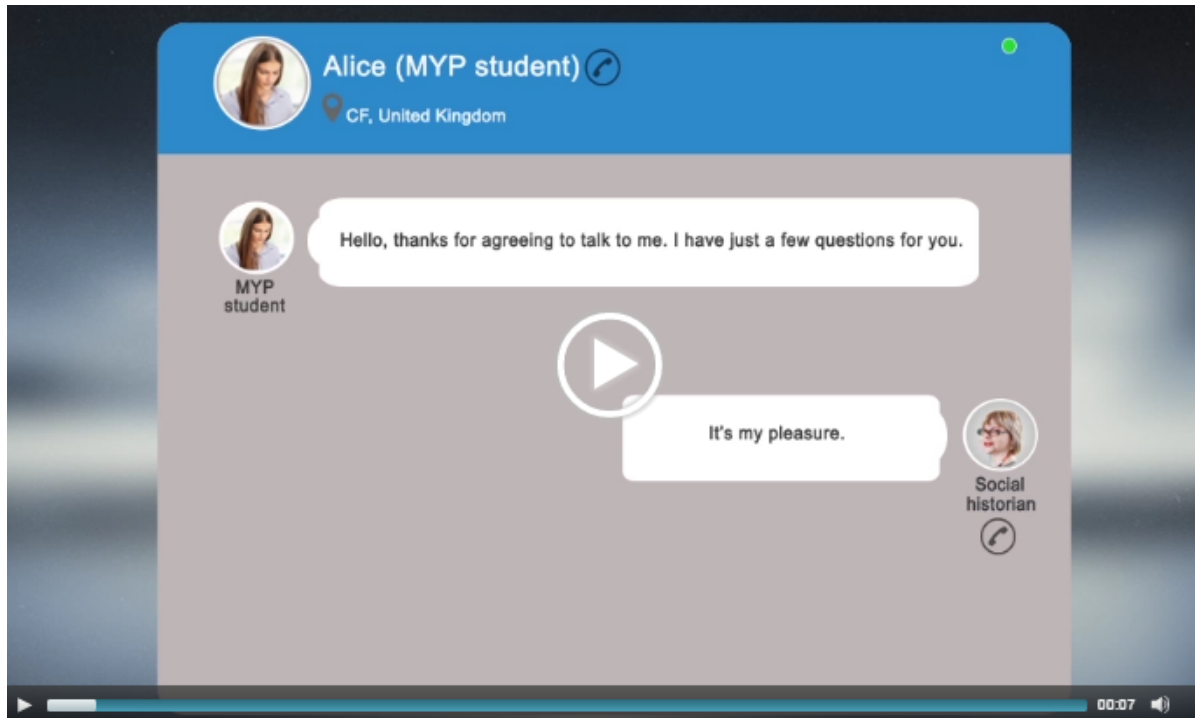 Alice (MYP student)
CF, United Kingdom
Hello, thanks for agreeing to talk to me. I have just a few questions for you.
MYP
student
It's my pleasure.
Social
historian
00:07